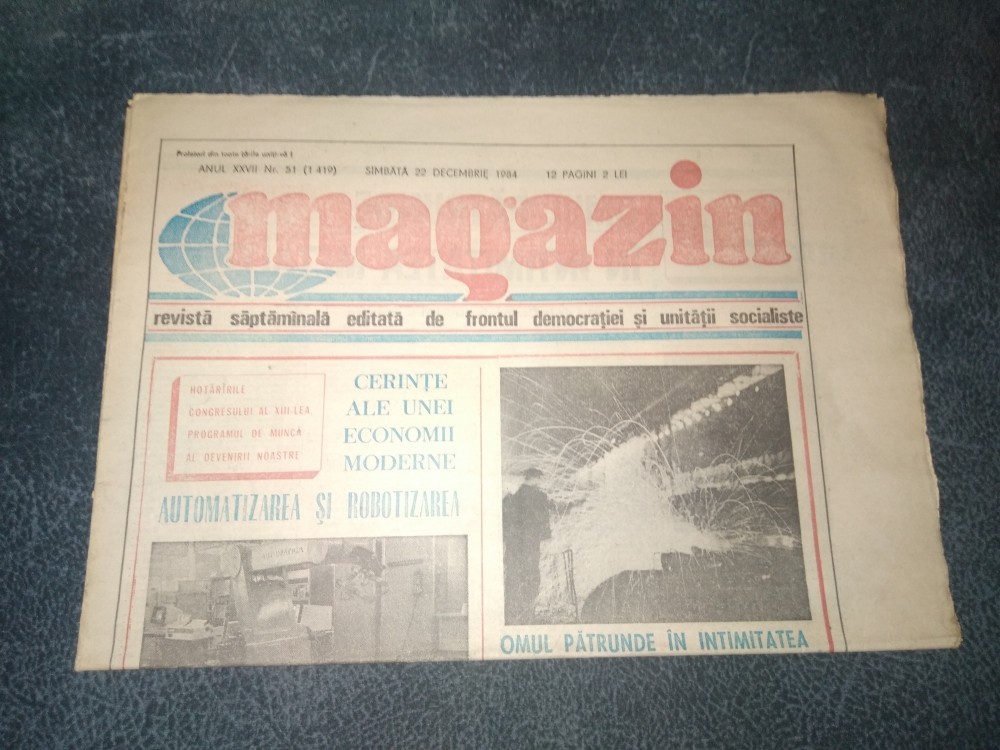 Proletari din toate țările uniți-vă !
ANUL XXVII Nr. 51 (1 419) SÎMBĂTĂ 22 DECEMBRIE 1984 12 PAGINI 2 LEI
magazin
revistă săptămînală editată de frontul democrației și unității socialiste
HOTĂRÎRILE
CONGRESULUI AL XIII-LEA
PROGRAMUL DE MUNCĂ
AL DEVENIRII NOASTRE
CERINȚE
ALE UNEI
ECONOMII
MODERNE
AUTOMATIZAREA ȘI ROBOTIZAREA
OMUL PĂTRUNDE ÎN INTIMITATEA